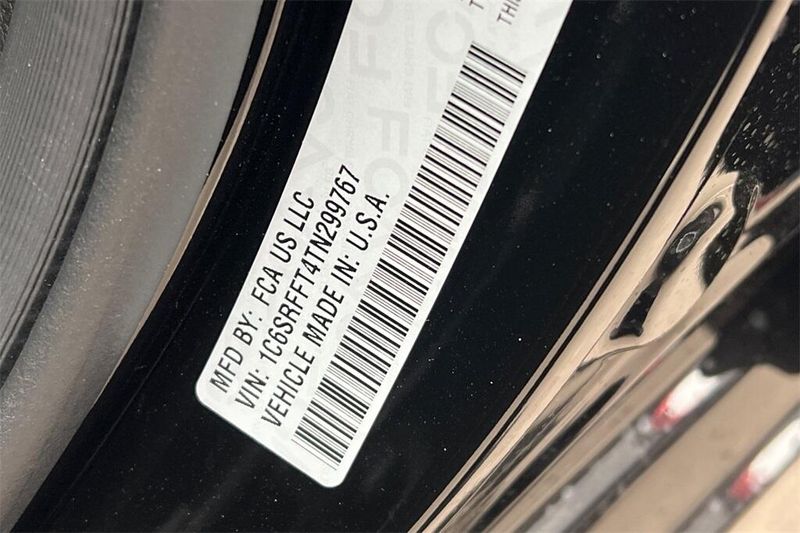 MFD BY: FCA US LLC
VIN: 1C6SRFFT4TN299767
VEHICLE MADE IN: U.S.A.